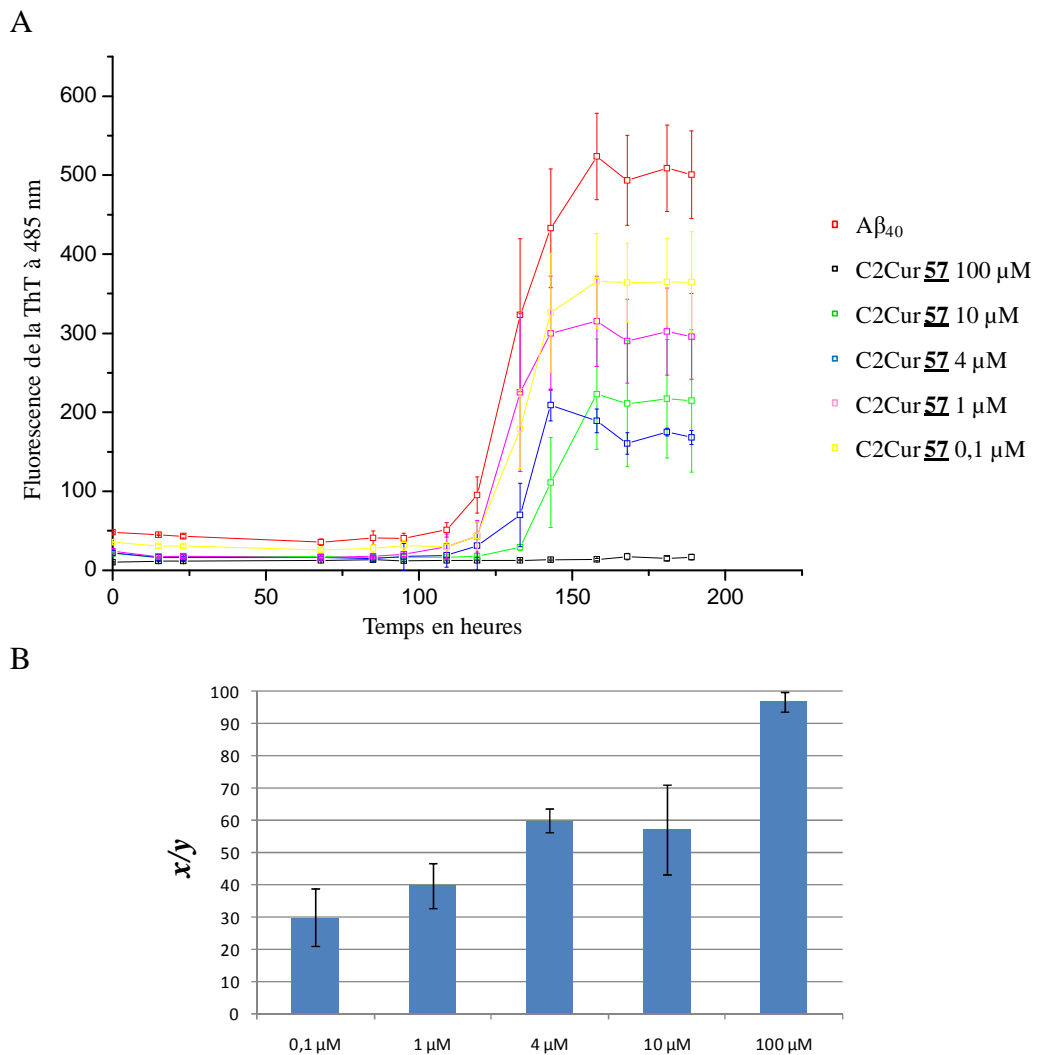 A
Fluorescence de la ThT à 485 nm
600
500
400
300
200
100
0
0
50
100
150
200
Temps en heures
Aβ₄₀
C2Cur 57 100 µM
C2Cur 57 10 µM
C2Cur 57 4 µM
C2Cur 57 1 µM
C2Cur 57 0,1 µM
B
x/y
100
90
80
70
60
50
40
30
20
10
0
0,1 µM
1 µM
4 µM
10 µM
100 µM